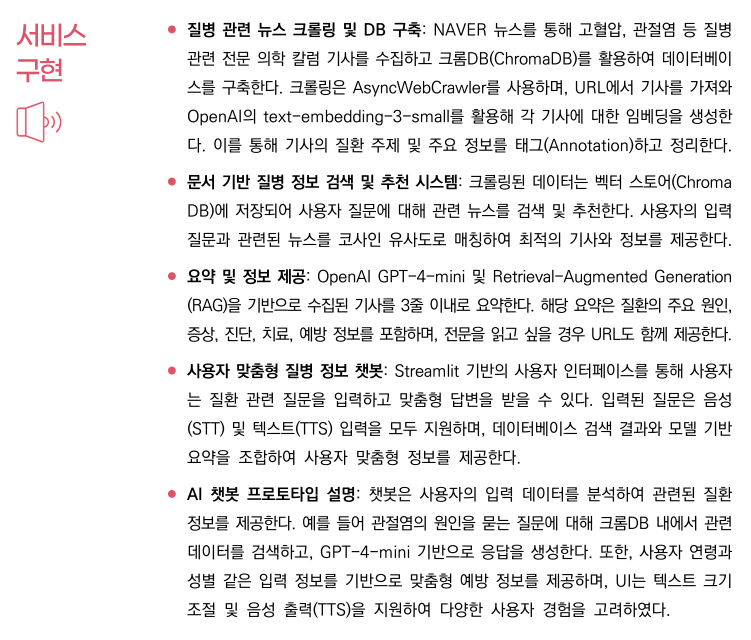 서비스
구현
● 질병 관련 뉴스 크롤링 및 DB 구축: NAVER 뉴스를 통해 고혈압, 관절염 등 질병
관련 전문 의학 칼럼 기사를 수집하고 크롬DB(ChromaDB)를 활용하여 데이터베이
스를 구축한다. 크롤링은 AsyncWebCrawler를 사용하며, URL에서 기사를 가져와
OpenAI의 text-embedding-3-small를 활용해 각 기사에 대한 임베딩을 생성한
다. 이를 통해 기사의 질환 주제 및 주요 정보를 태그(Annotation)하고 정리한다.
● 문서 기반 질병 정보 검색 및 추천 시스템: 크롤링된 데이터는 벡터 스토어(Chroma
DB)에 저장되어 사용자 질문에 대해 관련 뉴스를 검색 및 추천한다. 사용자의 입력
질문과 관련된 뉴스를 코사인 유사도로 매칭하여 최적의 기사와 정보를 제공한다.
● 요약 및 정보 제공: OpenAI GPT-4-mini 및 Retrieval-Augmented Generation
(RAG)을 기반으로 수집된 기사를 3줄 이내로 요약한다. 해당 요약은 질환의 주요 원인,
증상, 진단, 치료, 예방 정보를 포함하며, 전문을 읽고 싶을 경우 URL도 함께 제공한다.
● 사용자 맞춤형 질병 정보 챗봇: Streamlit 기반의 사용자 인터페이스를 통해 사용자
는 질환 관련 질문을 입력하고 맞춤형 답변을 받을 수 있다. 입력된 질문은 음성
(STT) 및 텍스트(TTS) 입력을 모두 지원하며, 데이터베이스 검색 결과와 모델 기반
요약을 조합하여 사용자 맞춤형 정보를 제공한다.
● AI 챗봇 프로토타입 설명: 챗봇은 사용자의 입력 데이터를 분석하여 관련된 질환
정보를 제공한다. 예를 들어 관절염의 원인을 묻는 질문에 대해 크롬DB 내에서 관련
데이터를 검색하고, GPT-4-mini 기반으로 응답을 생성한다. 또한, 사용자 연령과
성별 같은 입력 정보를 기반으로 맞춤형 예방 정보를 제공하며, UI는 텍스트 크기
조절 및 음성 출력(TTS)을 지원하여 다양한 사용자 경험을 고려하였다.